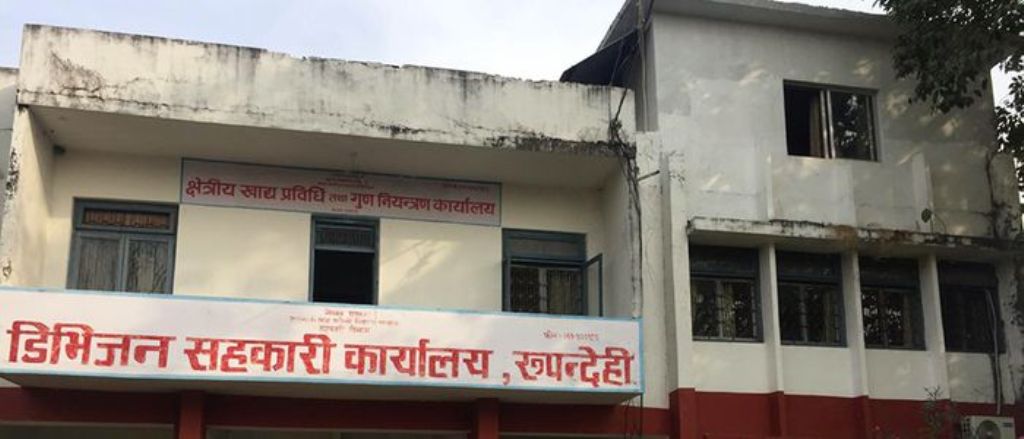 क्षेत्रीय खाद्य प्रविधि तथा गुण नियन्त्रण कार्यालय
डिभिजन सहकारी कार्यालय , रुपन्देही